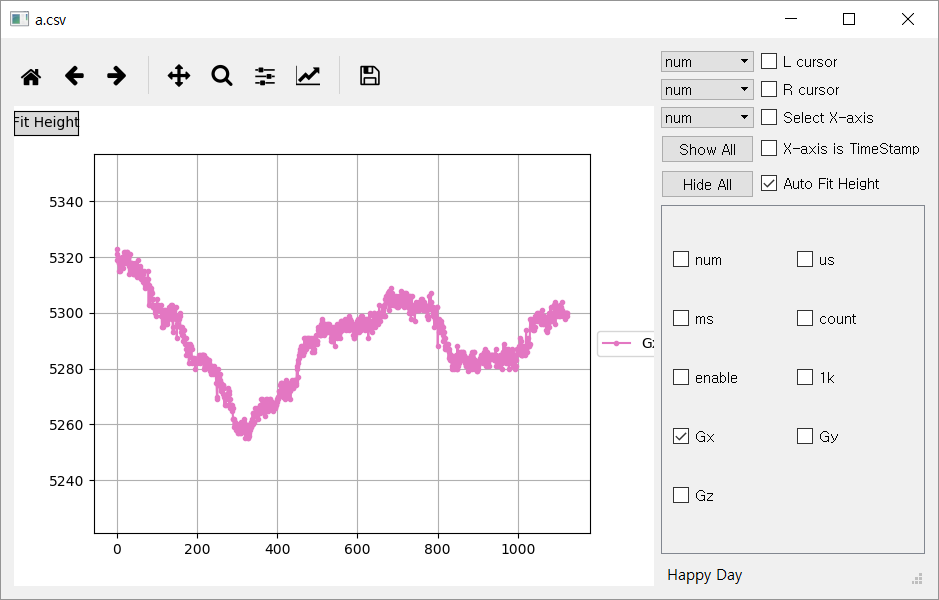 a.csv
Fit Height
5340
5320
5300
5280
5260
5240
0 200 400 600 800 1000
num L cursor
num R cursor
num Select X-axis
Show All X-axis is TimeStamp
Hide All Auto Fit Height
num us
ms count
enable 1k
Gx Gy
Gz
Happy Day